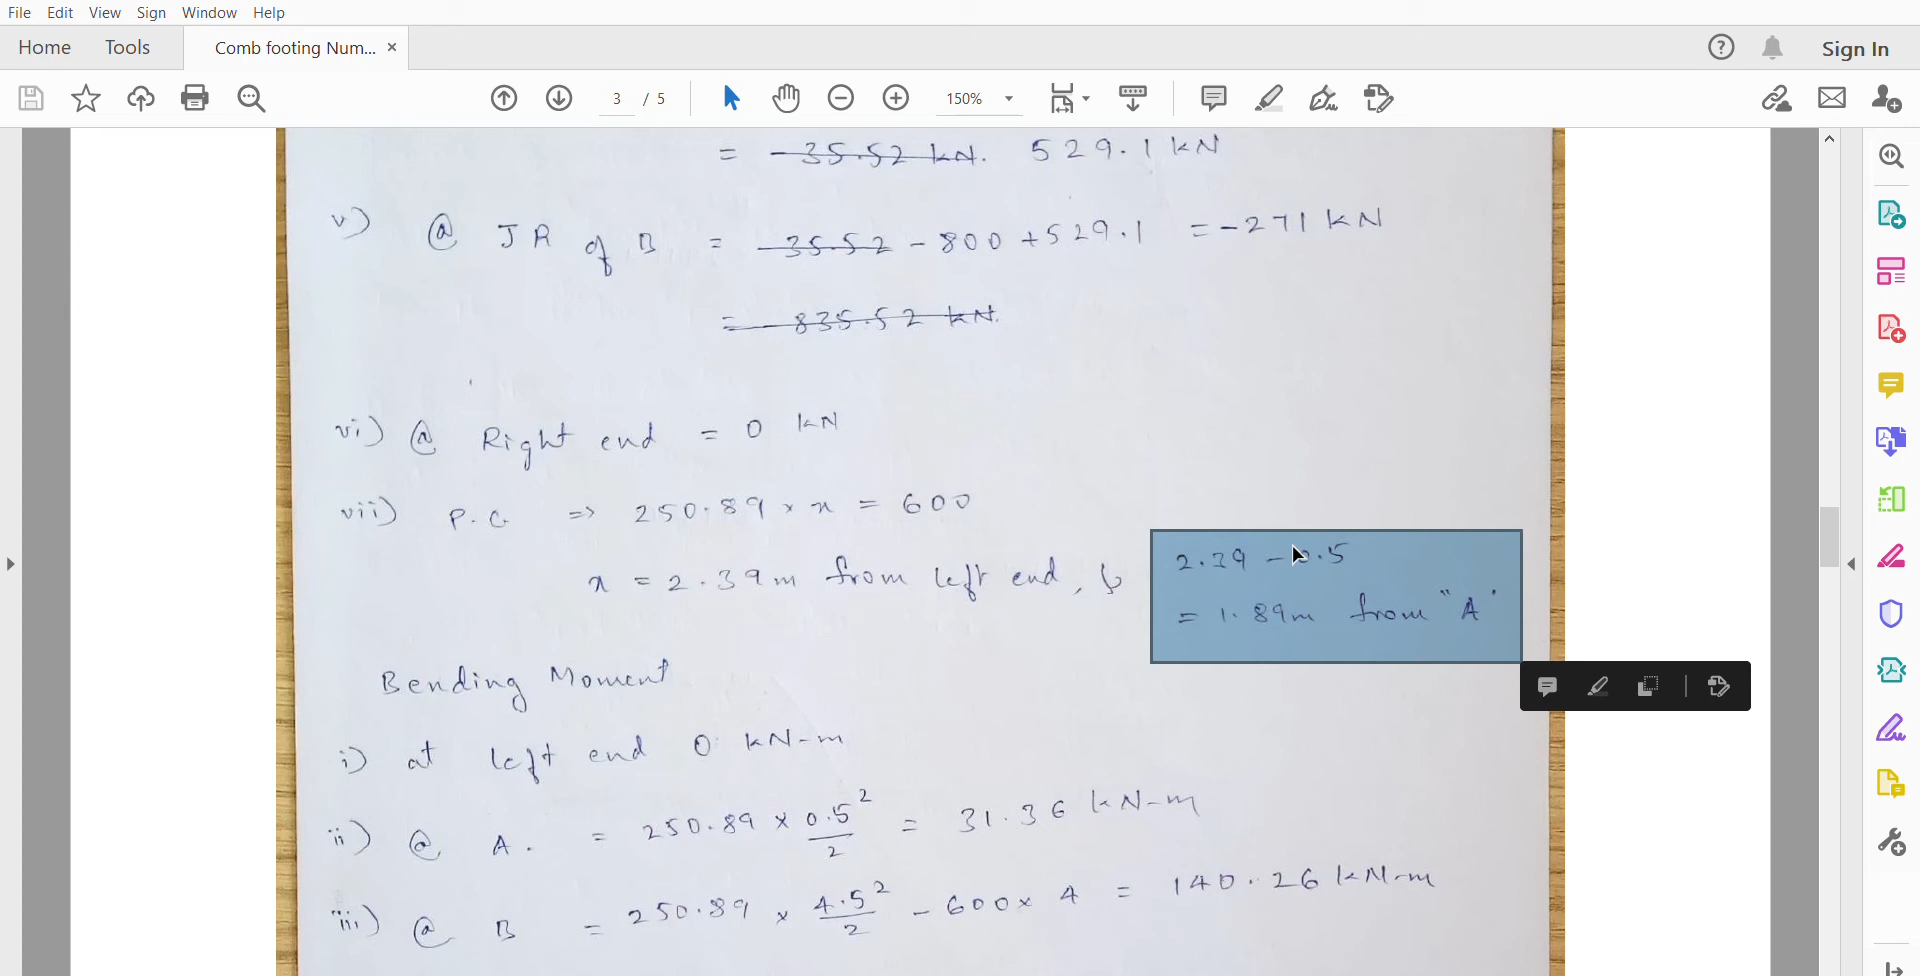 File Edit View Sign Window Help
Home Tools Comb footing Num... × Sign In
3 / 5 150%
= -35.52 kN. 529.1 kN
v) @ JR of B = -35.52 - 800 + 529.1 = -271 kN
= -835.52 kN.
vi) @ Right end = 0 kN
vii) P.C. => 250.89 × x = 600
x = 2.39m from left end, &
2.39 - 0.5
= 1.89m from "A"
Bending Moment
i) at left end 0 kN-m
ii) @ A. = 250.89 × 0.5²/2 = 31.36 kN-m
iii) @ B = 250.89 × 4.5²/2 - 600 × 4 = 140.26 kN-m